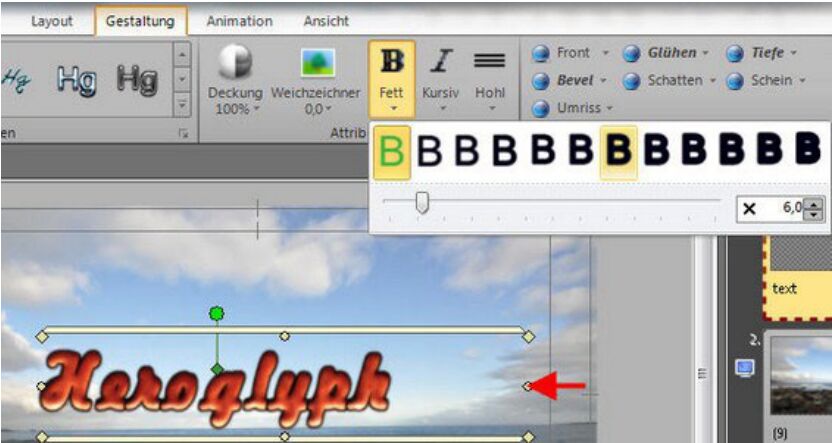 Layout Gestaltung Animation Ansicht
Hg Hg Hg
B I
Front Glühen Tiefe
Deckung Weichzeichner Fett Kursiv Hohl
Bevel Schatten Schein
100% 0,0
Umriss
en Attrib
B B B B B B B B B B B B
6,0
text
2.
Heroglyph
(9)